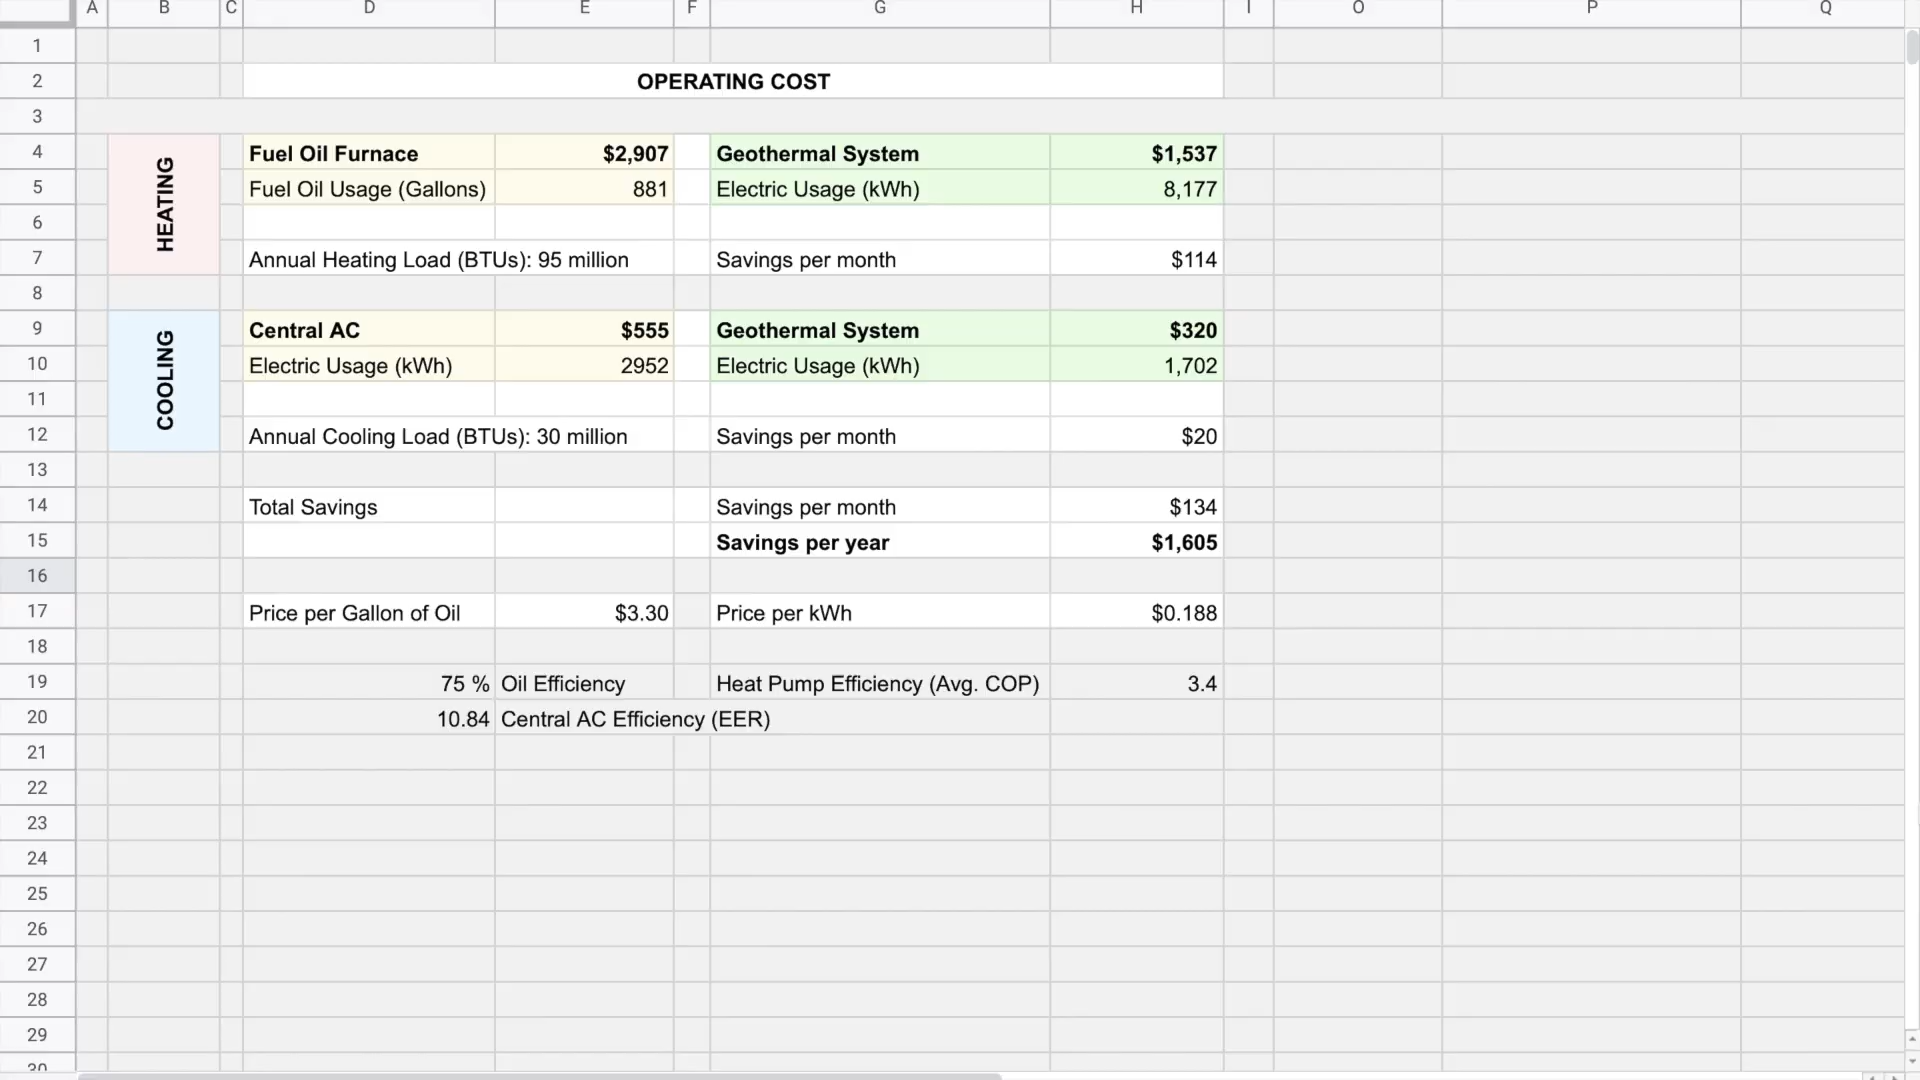 A B C D E F G H I O P Q
1
2 OPERATING COST
3
4 Fuel Oil Furnace $2,907 Geothermal System $1,537
5 Fuel Oil Usage (Gallons) 881 Electric Usage (kWh) 8,177
HEATING
6
7 Annual Heating Load (BTUs): 95 million Savings per month $114
8
9 Central AC $555 Geothermal System $320
10 Electric Usage (kWh) 2952 Electric Usage (kWh) 1,702
COOLING
11
12 Annual Cooling Load (BTUs): 30 million Savings per month $20
13
14 Total Savings Savings per month $134
15 Savings per year $1,605
16
17 Price per Gallon of Oil $3.30 Price per kWh $0.188
18
19 75 % Oil Efficiency Heat Pump Efficiency (Avg. COP) 3.4
20 10.84 Central AC Efficiency (EER)
21
22
23
24
25
26
27
28
29
30